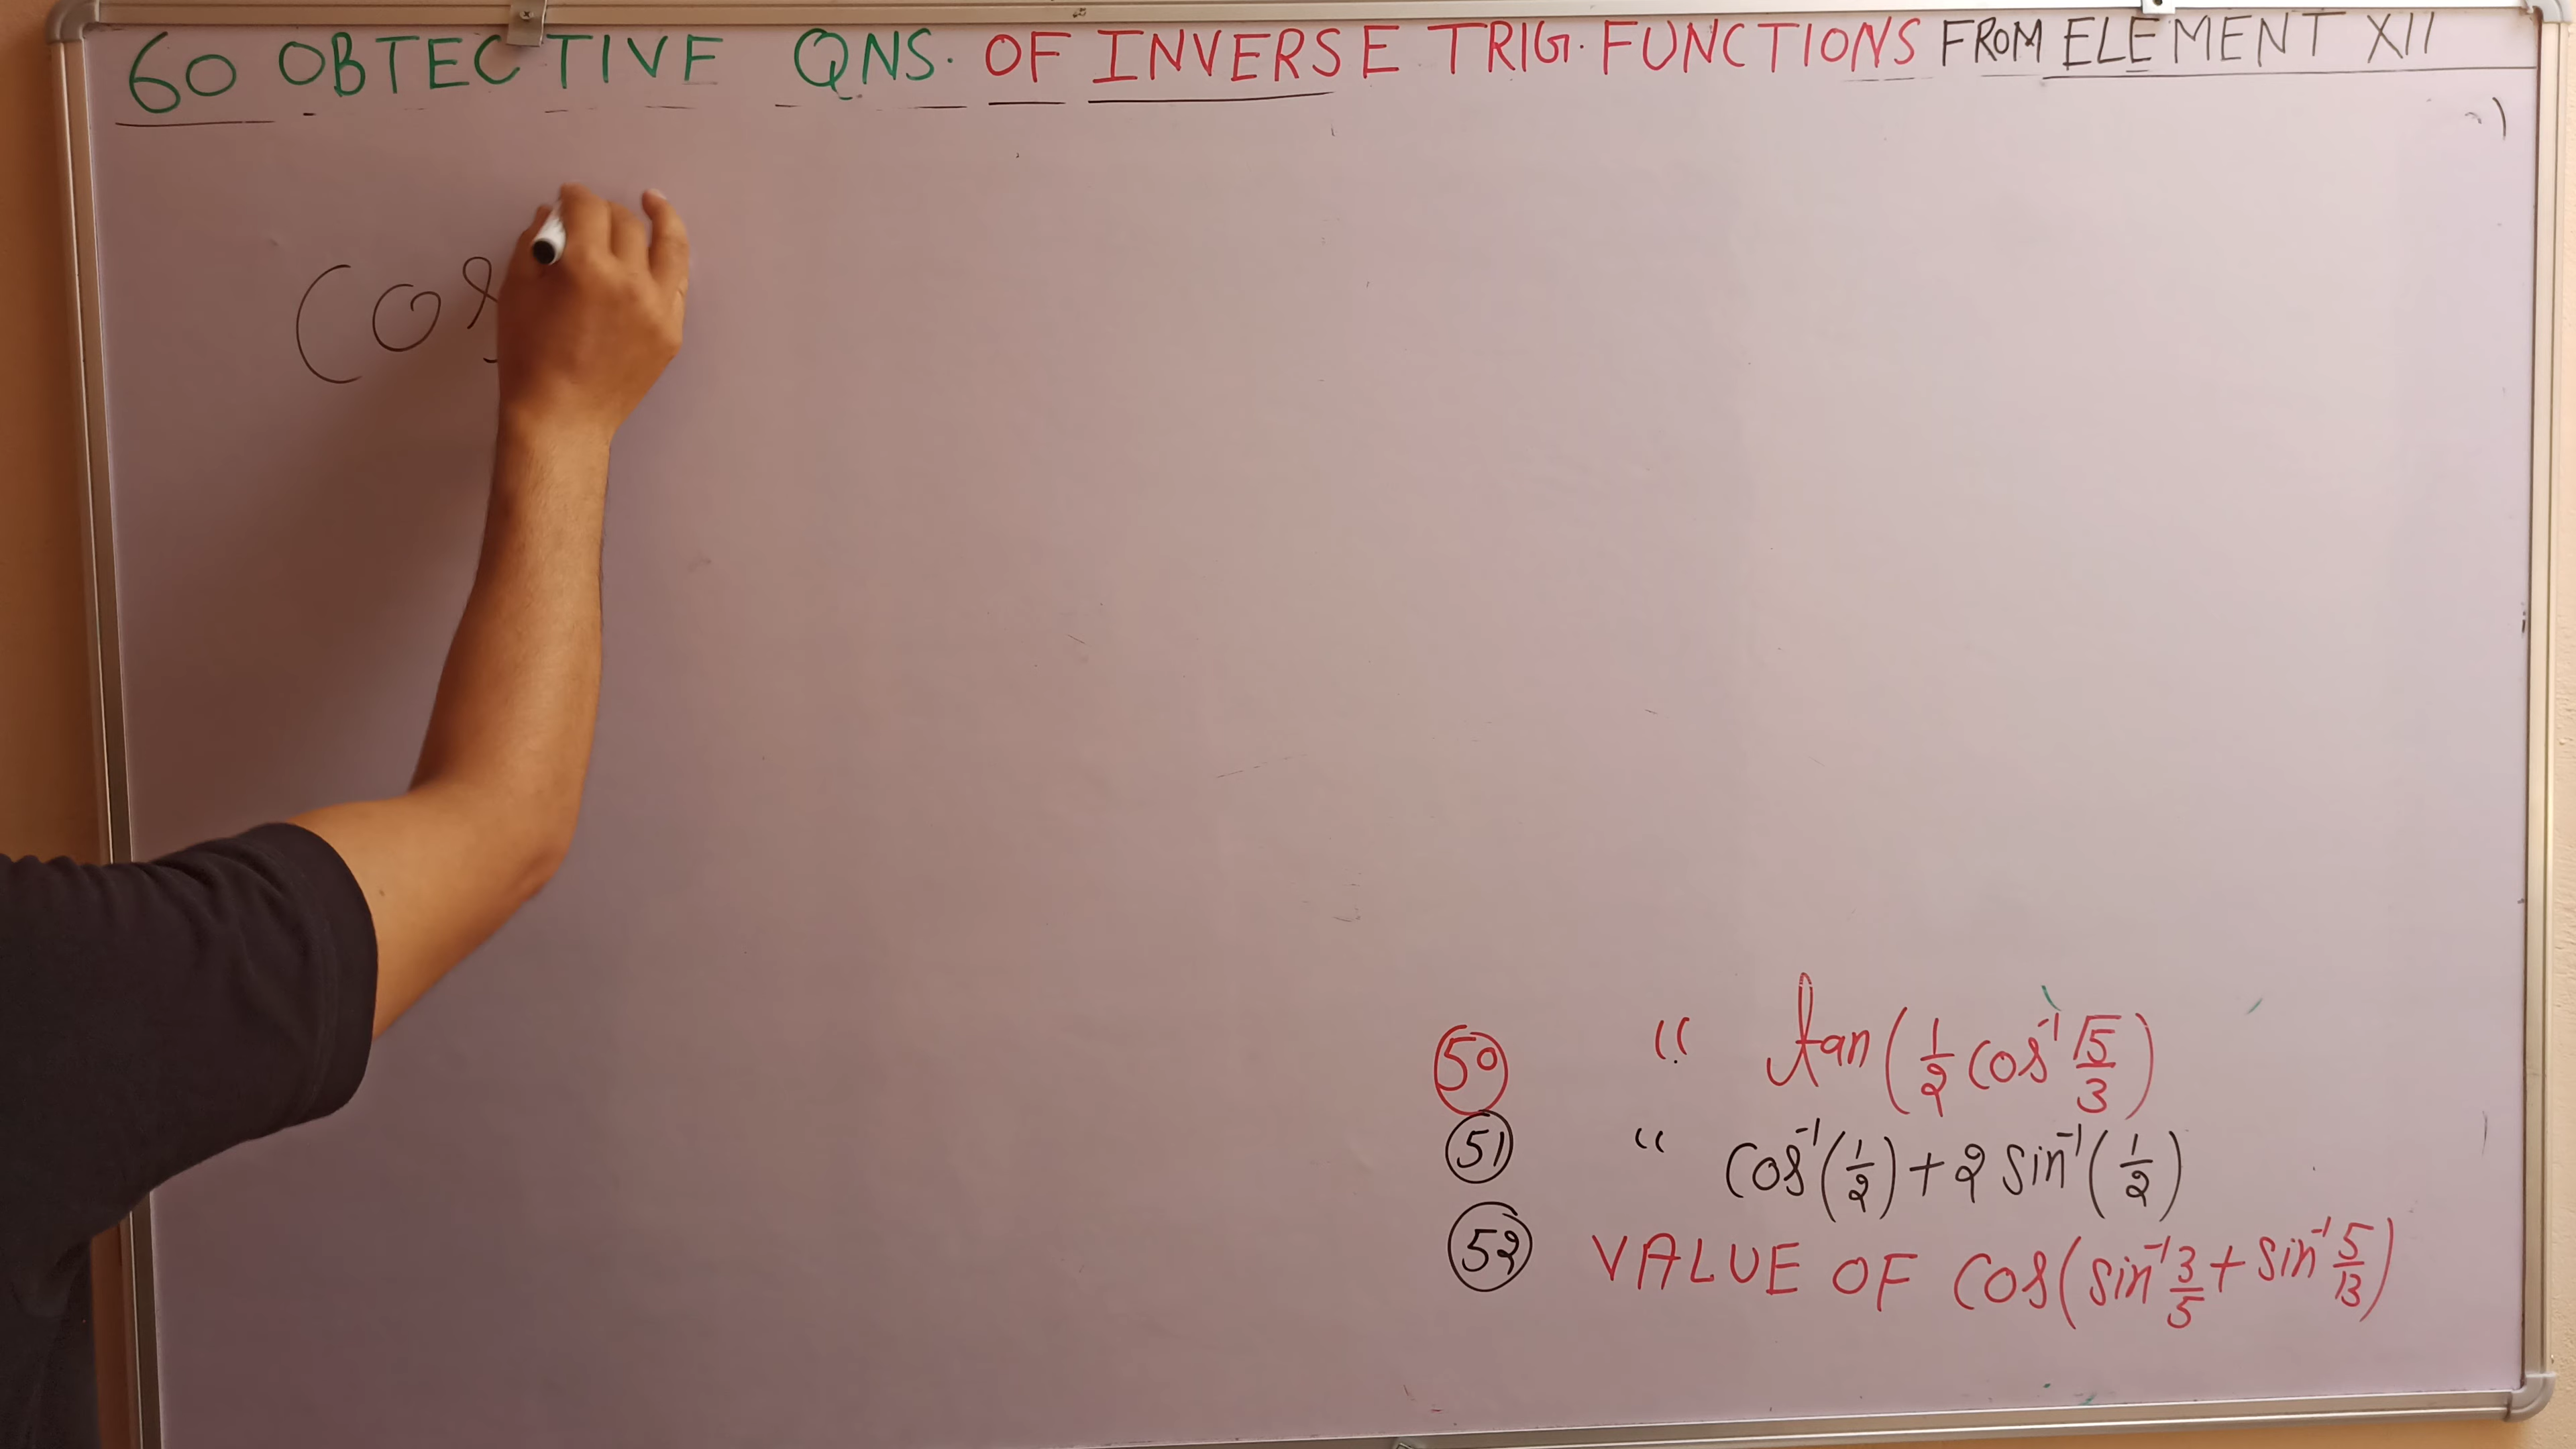 60 OBTECTIVE QNS. OF INVERSE TRIG. FUNCTIONS FROM ELEMENT XII
Cos
50 " tan(1/2 cos⁻¹ √5/3)
51 " Cos⁻¹(1/2) + 2 sin⁻¹(1/2)
52 VALUE OF Cos(sin⁻¹ 3/5 + sin⁻¹ 5/13)